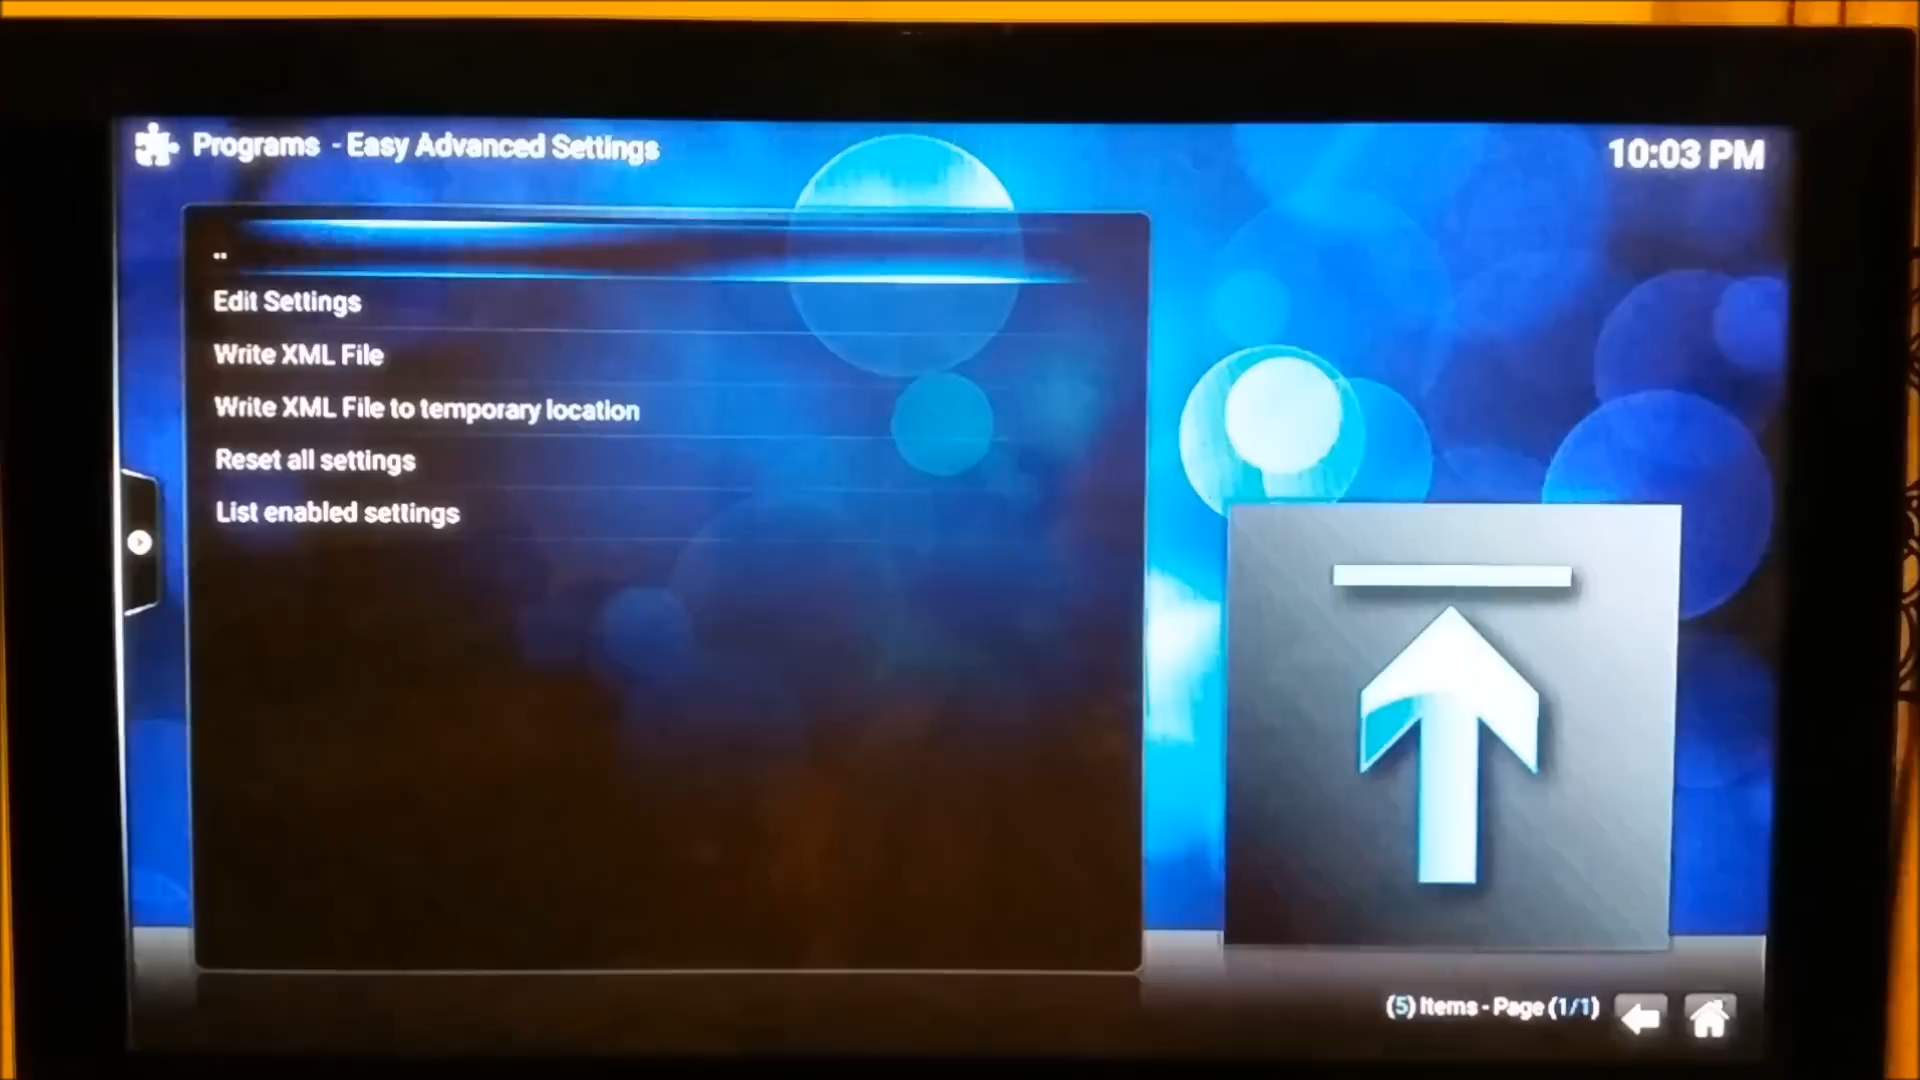 Programs - Easy Advanced Settings
10:03 PM
..
Edit Settings
Write XML File
Write XML File to temporary location
Reset all settings
List enabled settings
(5) Items - Page (1/1)